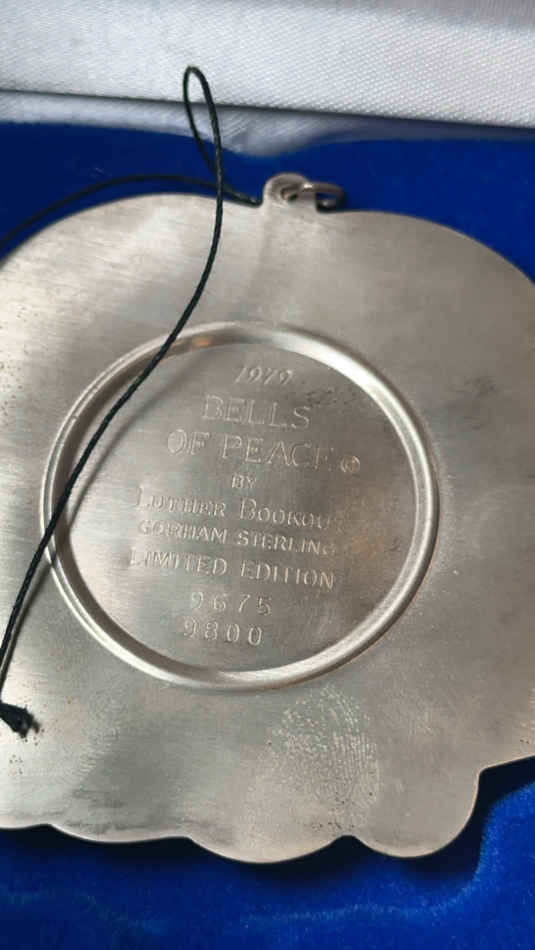 1979
BELLS
OF PEACE ©
BY
LUTHER BOOKOUT
GORHAM STERLING
LIMITED EDITION
9675
9800